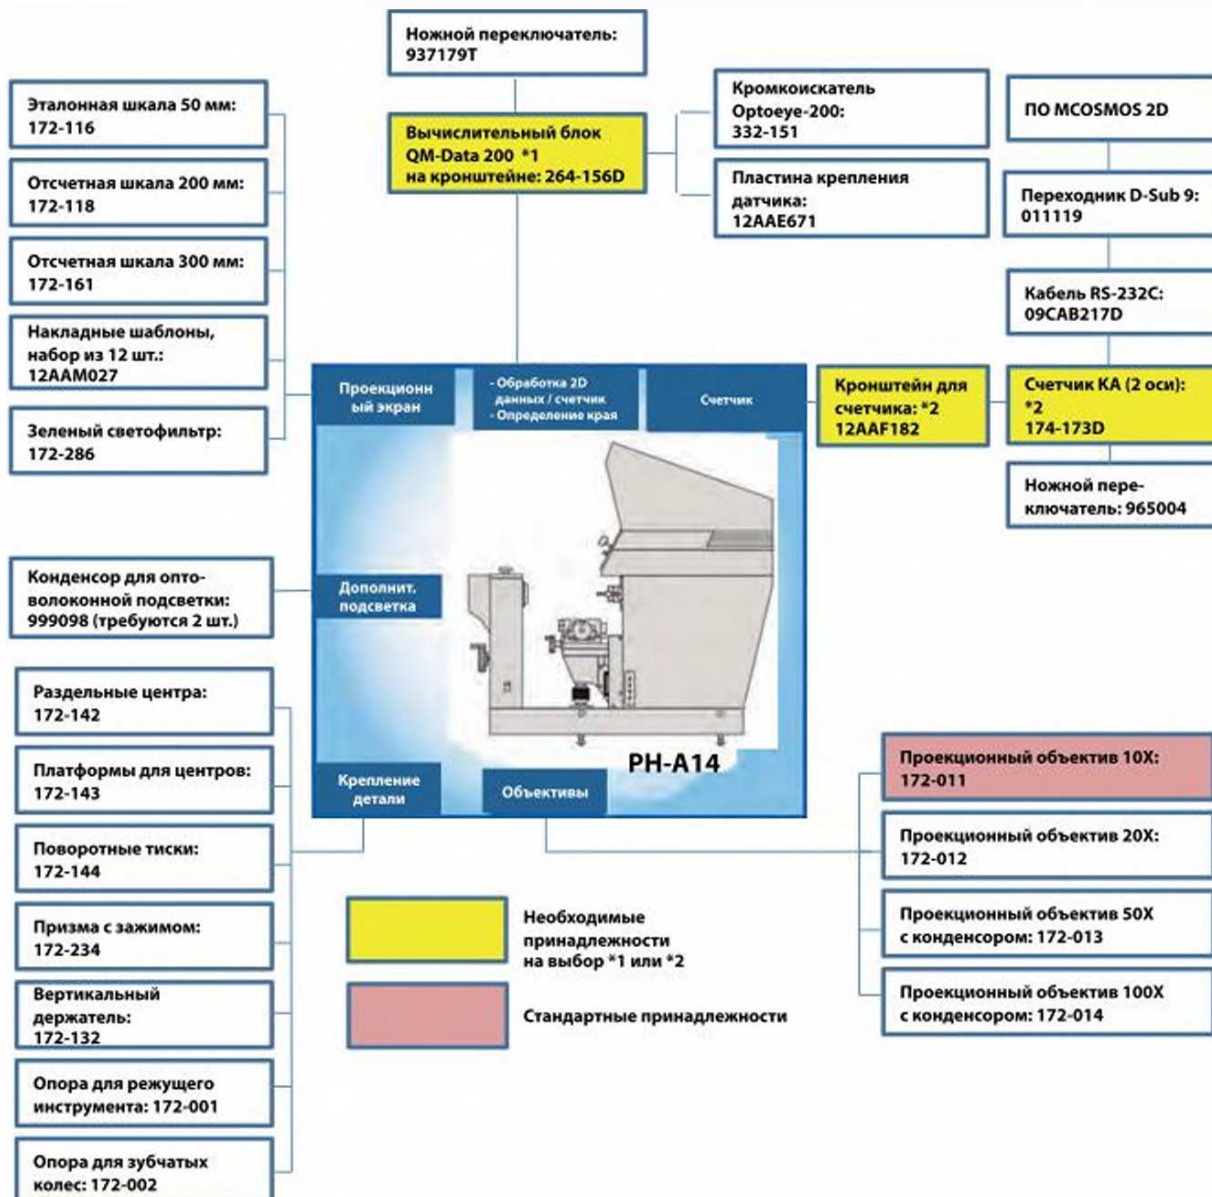 Ножной переключатель:
937179T
Эталонная шкала 50 мм:
172-116
Отсчетная шкала 200 мм:
172-118
Отсчетная шкала 300 мм:
172-161
Накладные шаблоны,
набор из 12 шт.:
12AAM027
Зеленый светофильтр:
172-286
Вычислительный блок
QM-Data 200 *1
на кронштейне: 264-156D
Кромкоискатель
Optoeye-200:
332-151
Пластина крепления
датчика:
12AAE671
ПО MCOSMOS 2D
Переходник D-Sub 9:
011119
Кабель RS-232C:
09CAB217D
Проекционн
ый экран
- Обработка 2D
данных / счетчик
- Определение края
Счетчик
Кронштейн для
счетчика: *2
12AAF182
Счетчик КА (2 оси):
*2
174-173D
Ножной пере-
ключатель: 965004
Конденсор для опто-
волоконной подсветки:
999098 (требуются 2 шт.)
Дополнит.
подсветка
Раздельные центра:
172-142
Платформы для центров:
172-143
Поворотные тиски:
172-144
Призма с зажимом:
172-234
Вертикальный
держатель:
172-132
Опора для режущего
инструмента: 172-001
Опора для зубчатых
колес: 172-002
PH-A14
Крепление
детали
Объективы
Проекционный объектив 10X:
172-011
Проекционный объектив 20X:
172-012
Проекционный объектив 50X
с конденсором: 172-013
Проекционный объектив 100X
с конденсором: 172-014
Необходимые
принадлежности
на выбор *1 или *2
Стандартные принадлежности